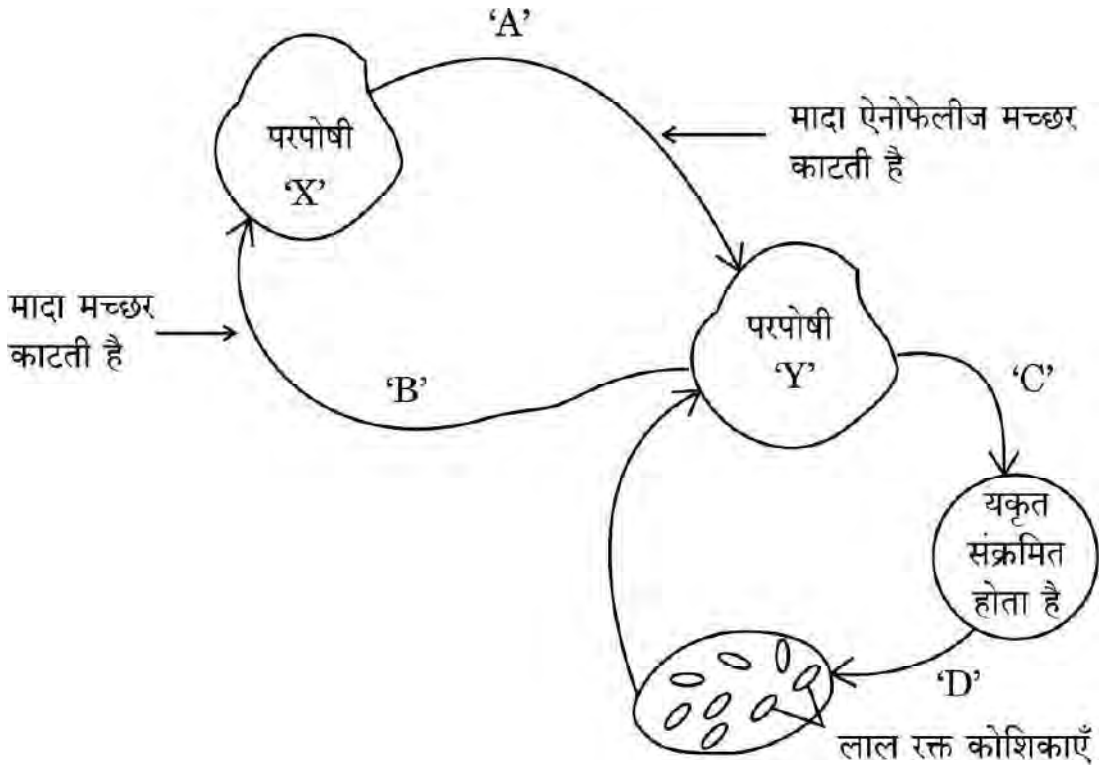 'A'
परपोषी
'X'
मादा ऐनोफेलीज मच्छर
काटती है
मादा मच्छर
काटती है
'B'
परपोषी
'Y'
'C'
यकृत
संक्रमित
होता है
'D'
लाल रक्त कोशिकाएँ